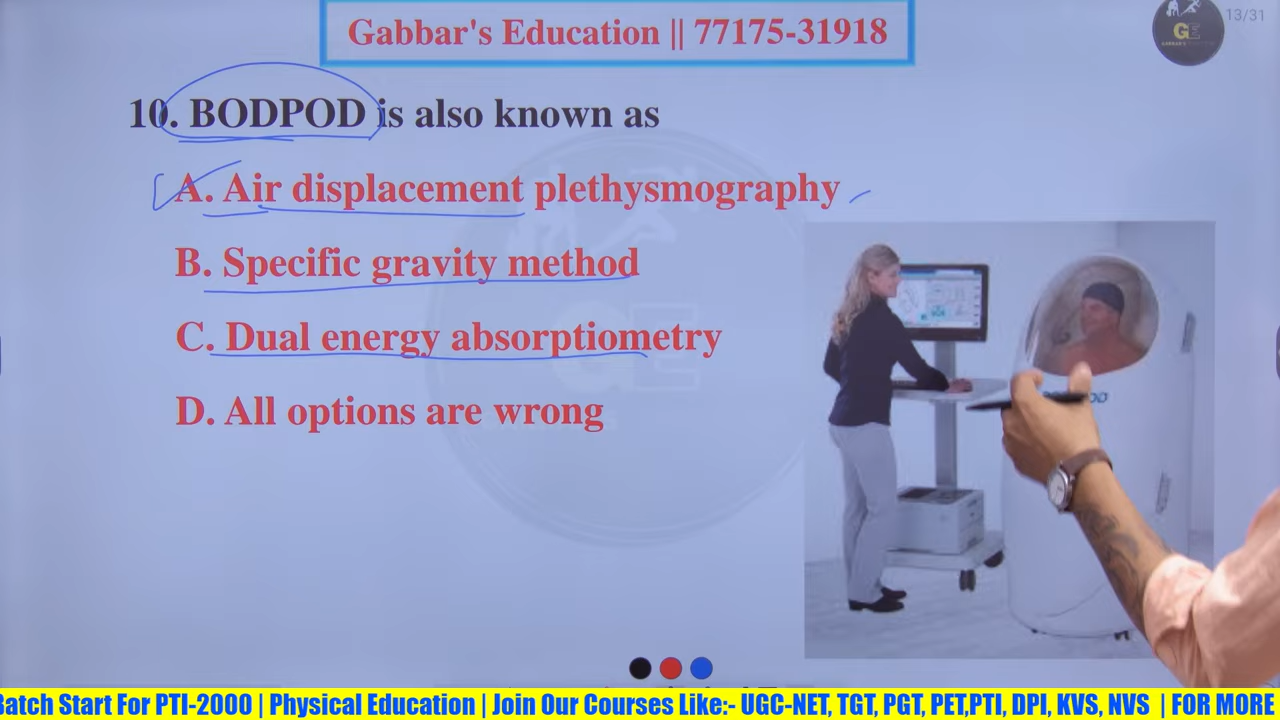 Gabbar's Education || 77175-31918
GE
13/31
10. BODPOD is also known as
A. Air displacement plethysmography
B. Specific gravity method
C. Dual energy absorptiometry
D. All options are wrong
GE
Batch Start For PTI-2000 | Physical Education | Join Our Courses Like:- UGC-NET, TGT, PGT, PET,PTI, DPI, KVS, NVS | FOR MORE